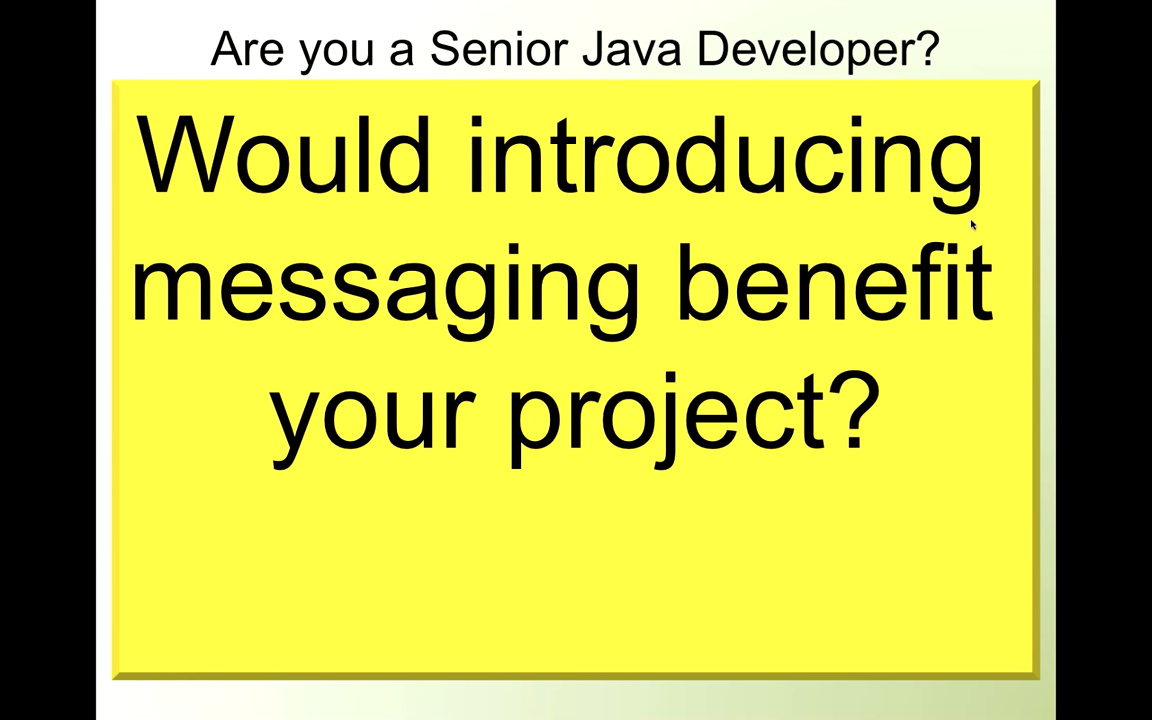 Are you a Senior Java Developer?
Would introducing
messaging benefit
your project?